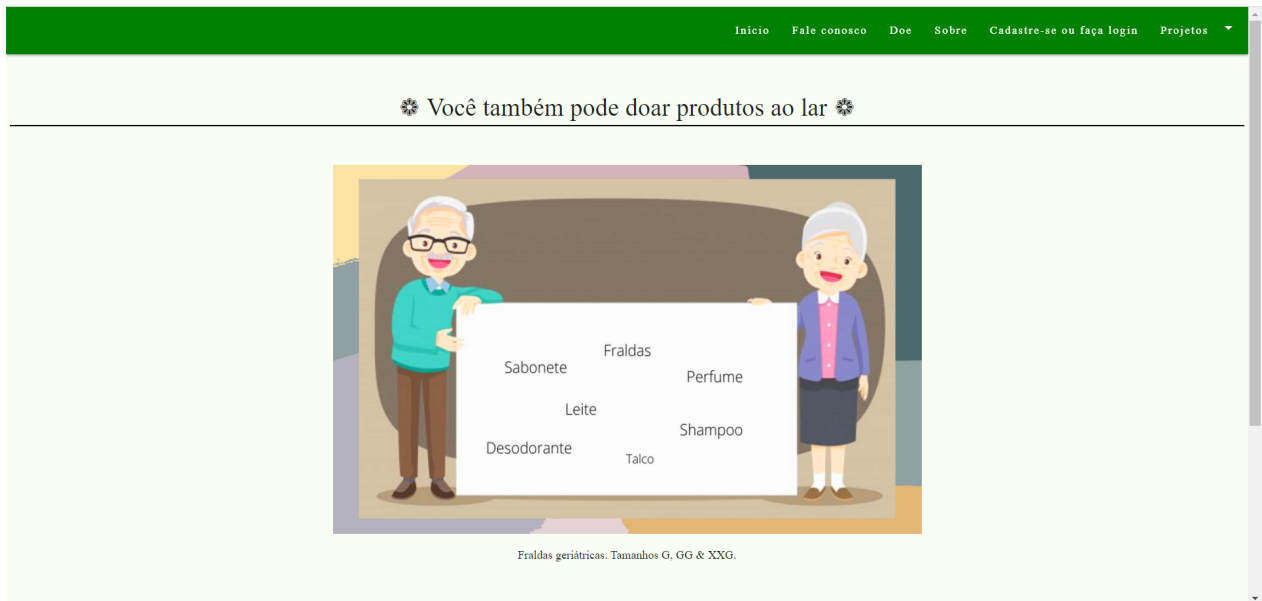 Início Fale conosco Doe Sobre Cadastre-se ou faça login Projetos
❁ Você também pode doar produtos ao lar ❁
Fraldas
Sabonete
Perfume
Leite
Shampoo
Desodorante
Talco
Fraldas geriátricas. Tamanhos G, GG & XXG.